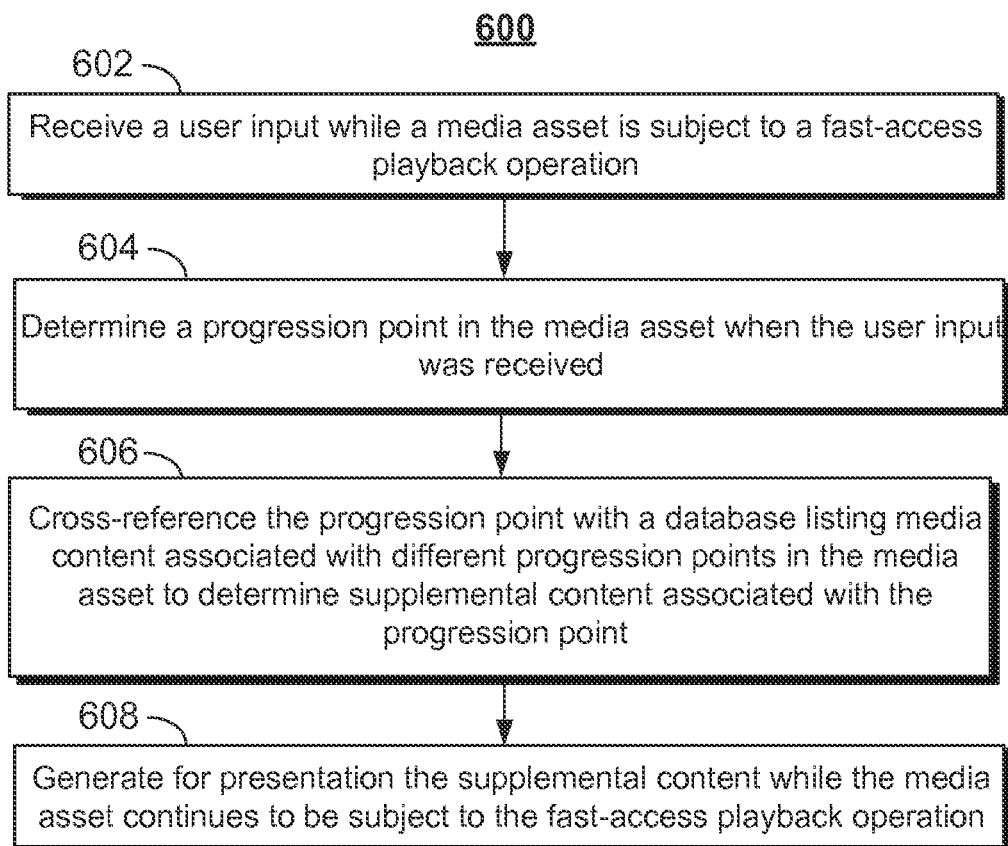 600
602
Receive a user input while a media asset is subject to a fast-access
playback operation
604
Determine a progression point in the media asset when the user input
was received
606
Cross-reference the progression point with a database listing media
content associated with different progression points in the media
asset to determine supplemental content associated with the
progression point
608
Generate for presentation the supplemental content while the media
asset continues to be subject to the fast-access playback operation